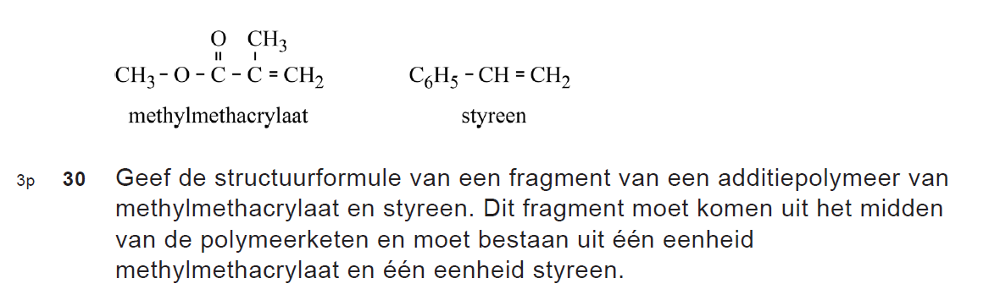 O CH3
CH3 - O - C - C = CH2
C6H5 - CH = CH2
methylmethacrylaat
styreen
3p 30 Geef de structuurformule van een fragment van een additiepolymeer van
methylmethacrylaat en styreen. Dit fragment moet komen uit het midden
van de polymeerketen en moet bestaan uit één eenheid
methylmethacrylaat en één eenheid styreen.